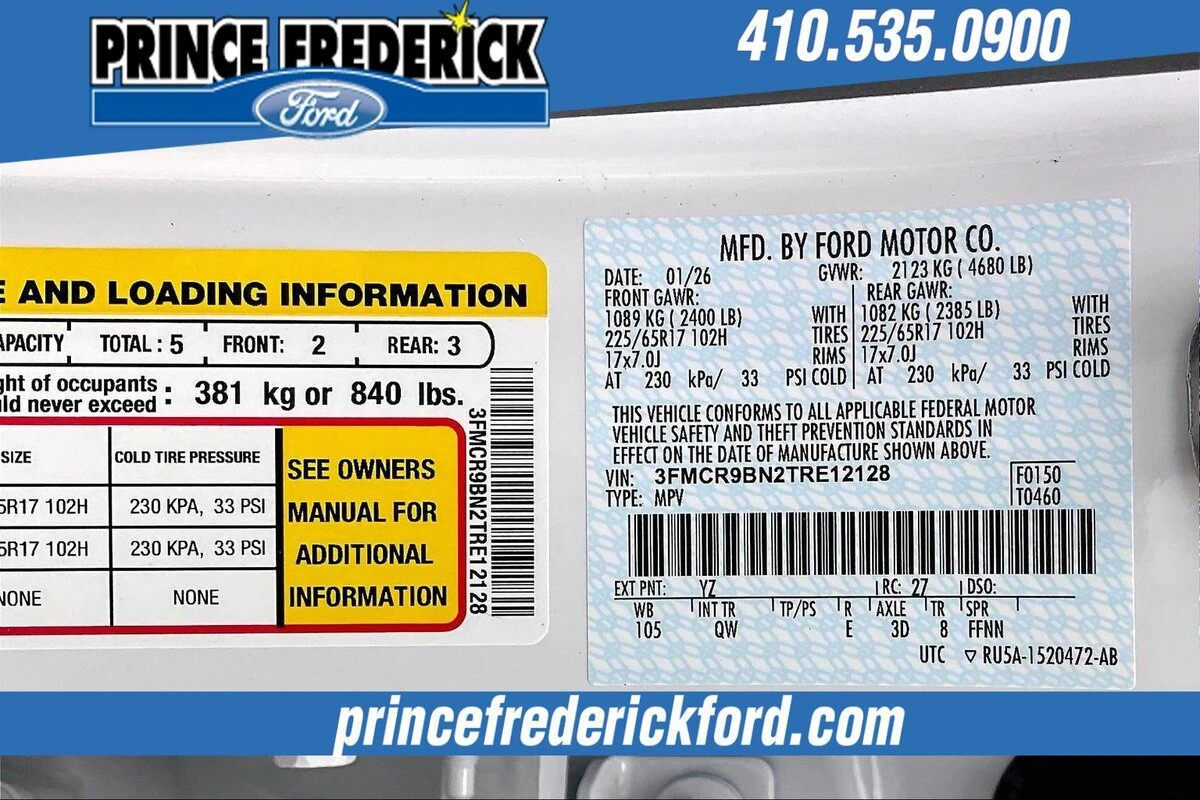 PRINCE FREDERICK
Ford
410.535.0900
E AND LOADING INFORMATION
APACITY TOTAL : 5 FRONT: 2 REAR: 3
ght of occupants
uld never exceed : 381 kg or 840 lbs.
SIZE COLD TIRE PRESSURE
5R17 102H 230 KPA, 33 PSI
5R17 102H 230 KPA, 33 PSI
NONE NONE
SEE OWNERS
MANUAL FOR
ADDITIONAL
INFORMATION
3FMCR9BN2TRE12128
MFD. BY FORD MOTOR CO.
DATE: 01/26 GVWR: 2123 KG ( 4680 LB)
FRONT GAWR:
1089 KG ( 2400 LB) WITH
225/65R17 102H TIRES
17x7.0J RIMS
AT 230 kPa/ 33 PSI COLD
REAR GAWR:
1082 KG ( 2385 LB) WITH
225/65R17 102H TIRES
17x7.0J RIMS
AT 230 kPa/ 33 PSI COLD
THIS VEHICLE CONFORMS TO ALL APPLICABLE FEDERAL MOTOR
VEHICLE SAFETY AND THEFT PREVENTION STANDARDS IN
EFFECT ON THE DATE OF MANUFACTURE SHOWN ABOVE.
VIN: 3FMCR9BN2TRE12128 F0150
TYPE: MPV T0460
EXT PNT: YZ RC: 27 DSO:
WB INT TR TP/PS R AXLE TR SPR
105 QW E 3D 8 FFNN
UTC ▽ RU5A-1520472-AB
princefrederickford.com